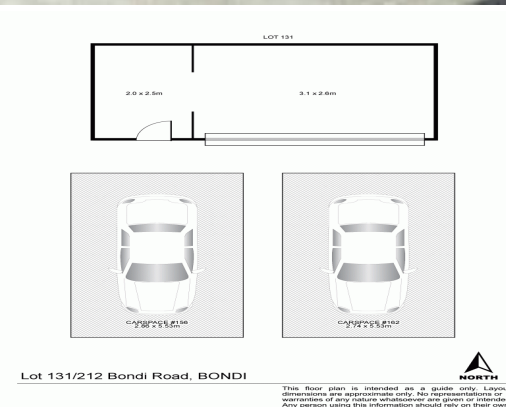 LOT 131
2.0 x 2.5m
3.1 x 2.6m
CARSPACE #156
2.86 x 5.53m
CARSPACE #162
2.74 x 5.53m
Lot 131/212 Bondi Road, BONDI
NORTH
This floor plan is intended as a guide only. Layou
dimensions are approximate only. No representations or
warranties of any nature whatsoever are given or intende
Any person using this information should rely on their own